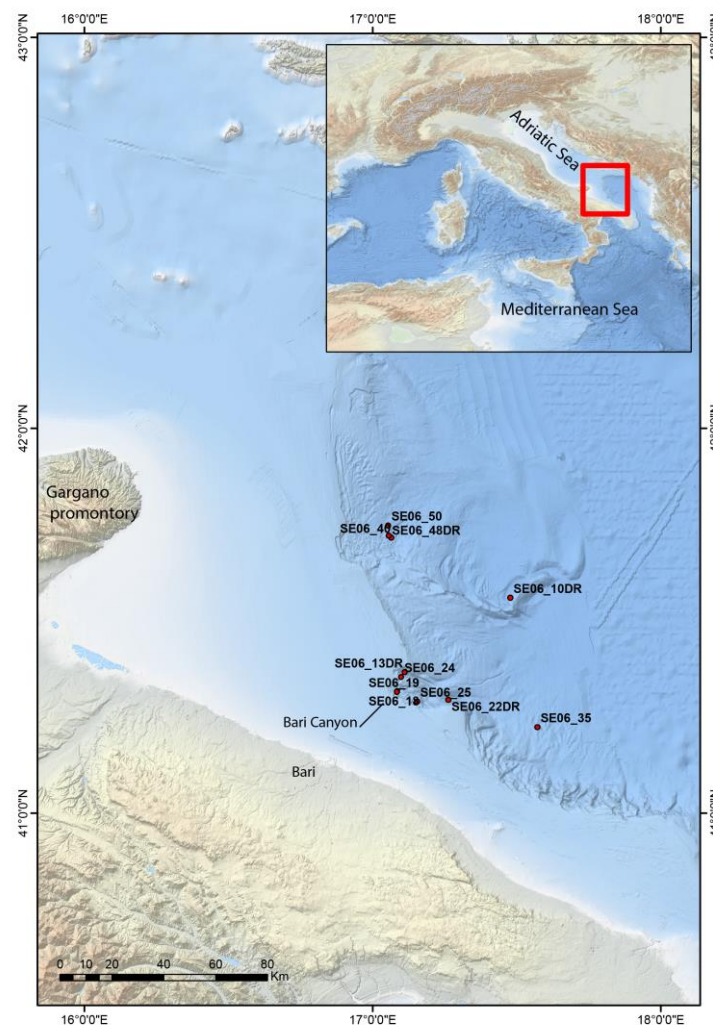 16°0'0"E
17°0'0"E
18°0'0"E
43°0'0"N
Adriatic Sea
Mediterranean Sea
42°0'0"N
Gargano
promontory
SE06_50
SE06_48DR
SE06_10DR
SE06_13DR
SE06_24
SE06_19
SE06_25
SE06_22DR
SE06_35
Bari Canyon
Bari
41°0'0"N
0 10 20 40 60 80
Km
16°0'0"E
17°0'0"E
18°0'0"E